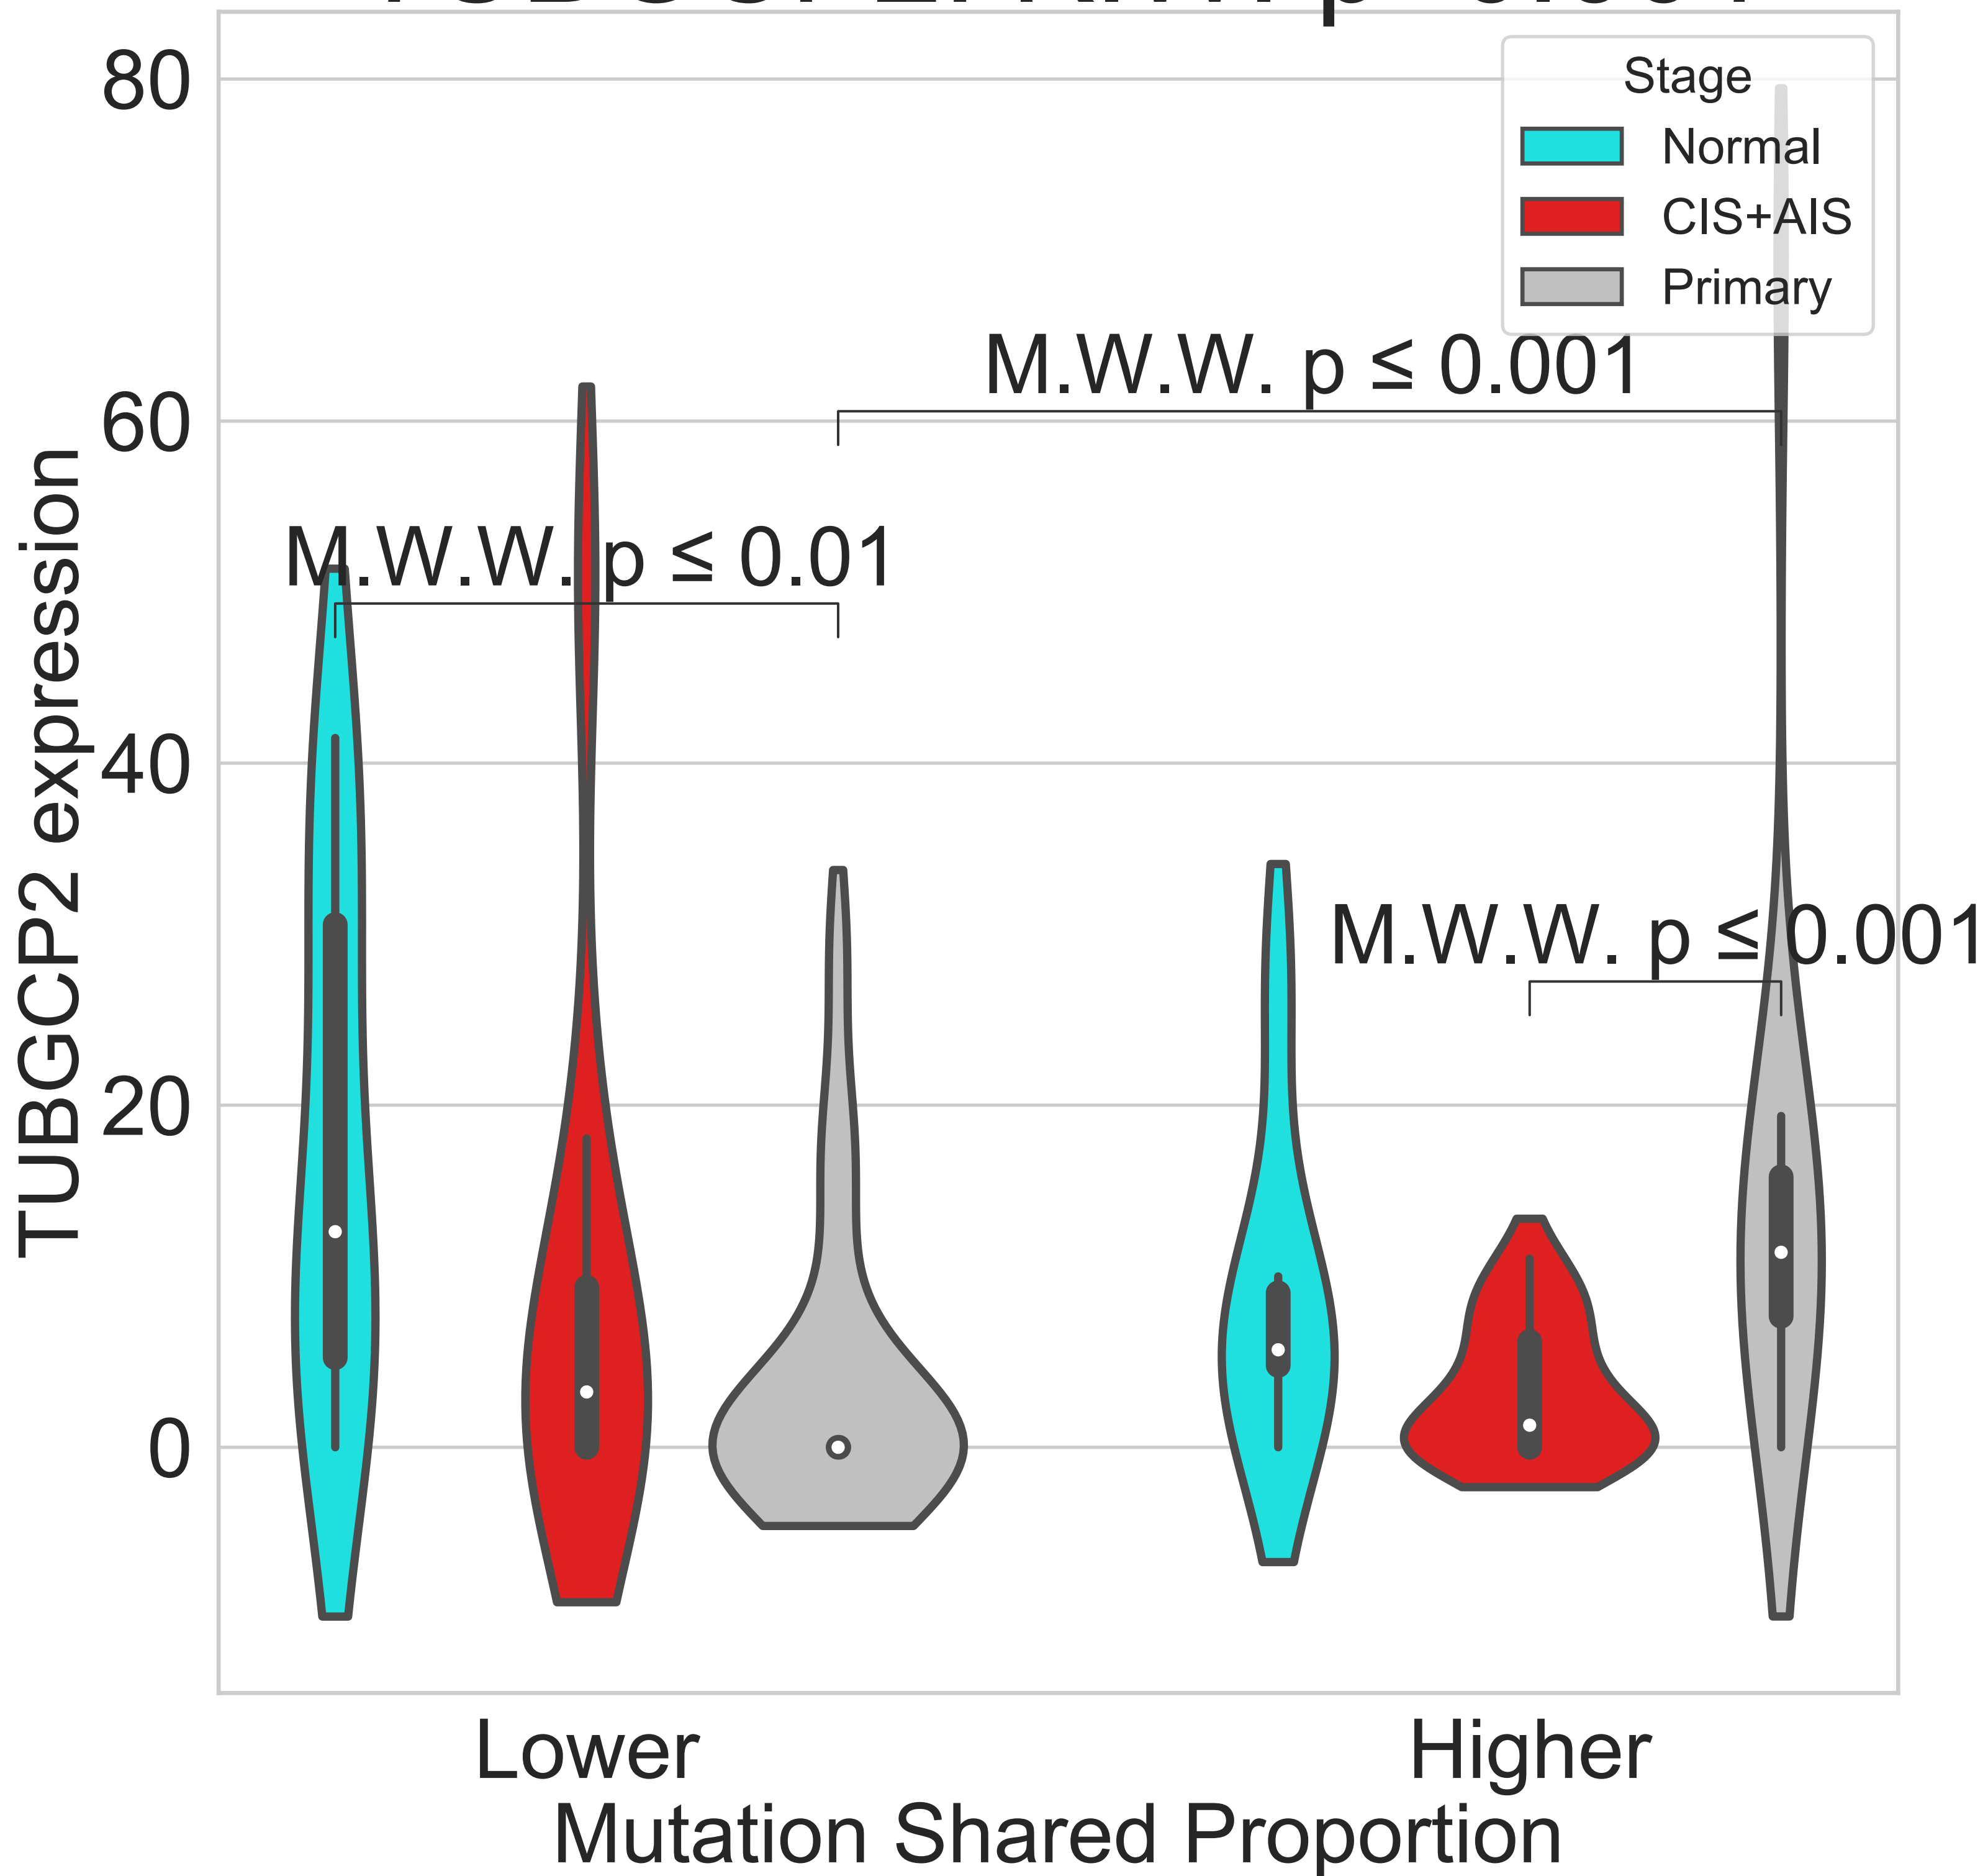 80
60
40
20
0
TUBGCP2 expression
Stage
Normal
CIS+AIS
Primary
M.W.W. p ≤ 0.001
M.W.W. p ≤ 0.01
M.W.W. p ≤ 0.001
Lower
Higher
Mutation Shared Proportion